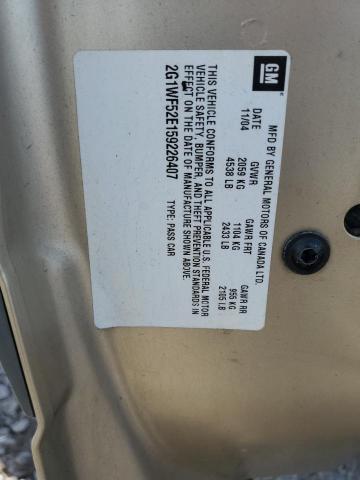 GM
MFD BY GENERAL MOTORS OF CANADA LTD.
DATE GVWR GAWR FRT GAWR RR
11/04 2059 KG 1104 KG 955 KG
4538 LB 2433 LB 2105 LB
THIS VEHICLE CONFORMS TO ALL APPLICABLE U.S. FEDERAL MOTOR
VEHICLE SAFETY, BUMPER, AND THEFT PREVENTION STANDARDS IN
EFFECT ON THE DATE OF MANUFACTURE SHOWN ABOVE.
2G1WF52E159226407 TYPE: PASS CAR